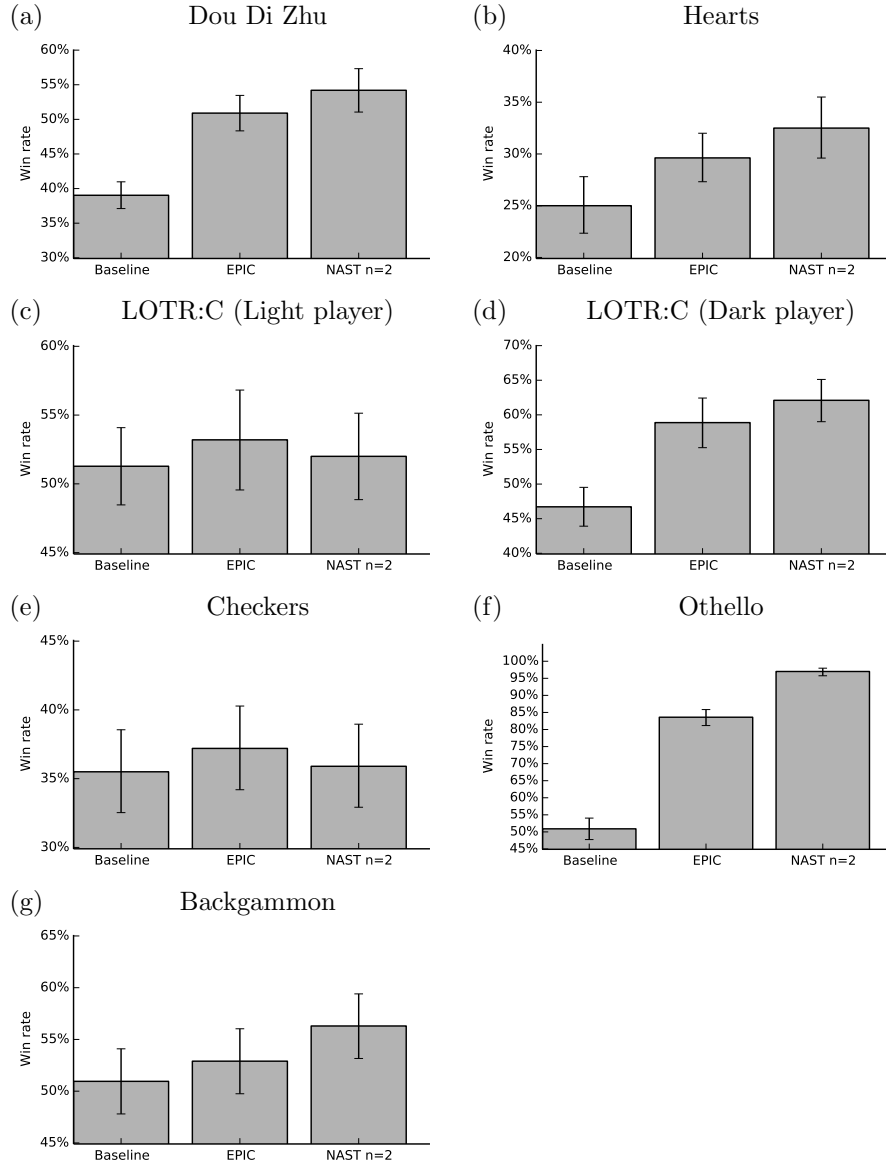 (a) Dou Di Zhu
60%
55%
50%
45%
40%
35%
30%
Win rate
Baseline EPIC NAST n=2
(b) Hearts
40%
35%
30%
25%
20%
Win rate
Baseline EPIC NAST n=2
(c) LOTR:C (Light player)
60%
55%
50%
45%
Win rate
Baseline EPIC NAST n=2
(d) LOTR:C (Dark player)
70%
65%
60%
55%
50%
45%
40%
Win rate
Baseline EPIC NAST n=2
(e) Checkers
45%
40%
35%
30%
Win rate
Baseline EPIC NAST n=2
(f) Othello
100%
95%
90%
85%
80%
75%
70%
65%
60%
55%
50%
45%
Win rate
Baseline EPIC NAST n=2
(g) Backgammon
65%
60%
55%
50%
45%
Win rate
Baseline EPIC NAST n=2